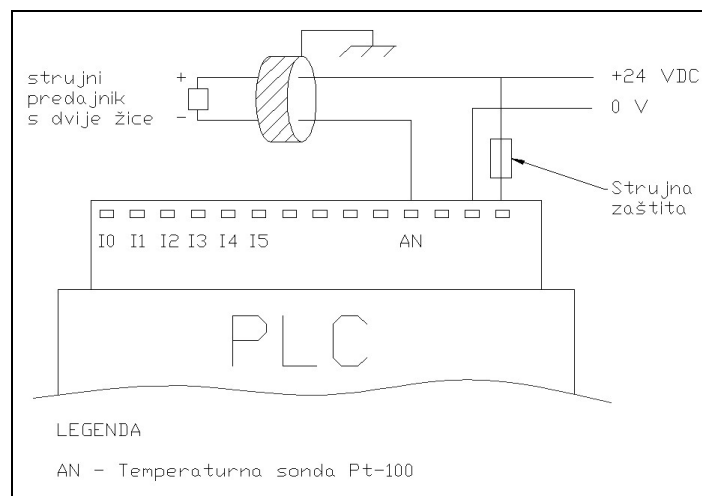 strujni
predajnik
s dvije žice
+
-
+24 VDC
0 V
Strujna
zaštita
I0 I1 I2 I3 I4 I5 AN
PLC
LEGENDA
AN - Temperaturna sonda Pt-100